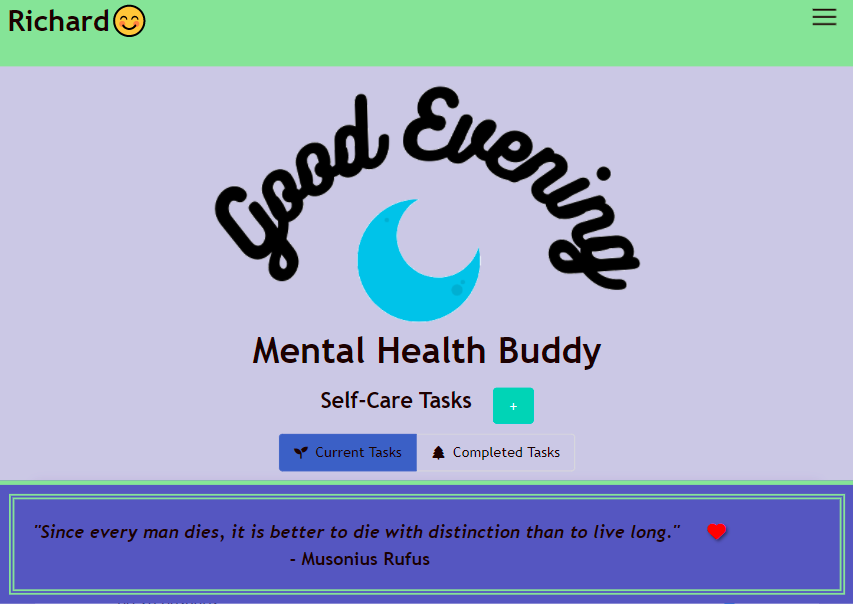 Richard😊
Good Evening
Mental Health Buddy
Self-Care Tasks +
Current Tasks Completed Tasks
"Since every man dies, it is better to die with distinction than to live long."
- Musonius Rufus